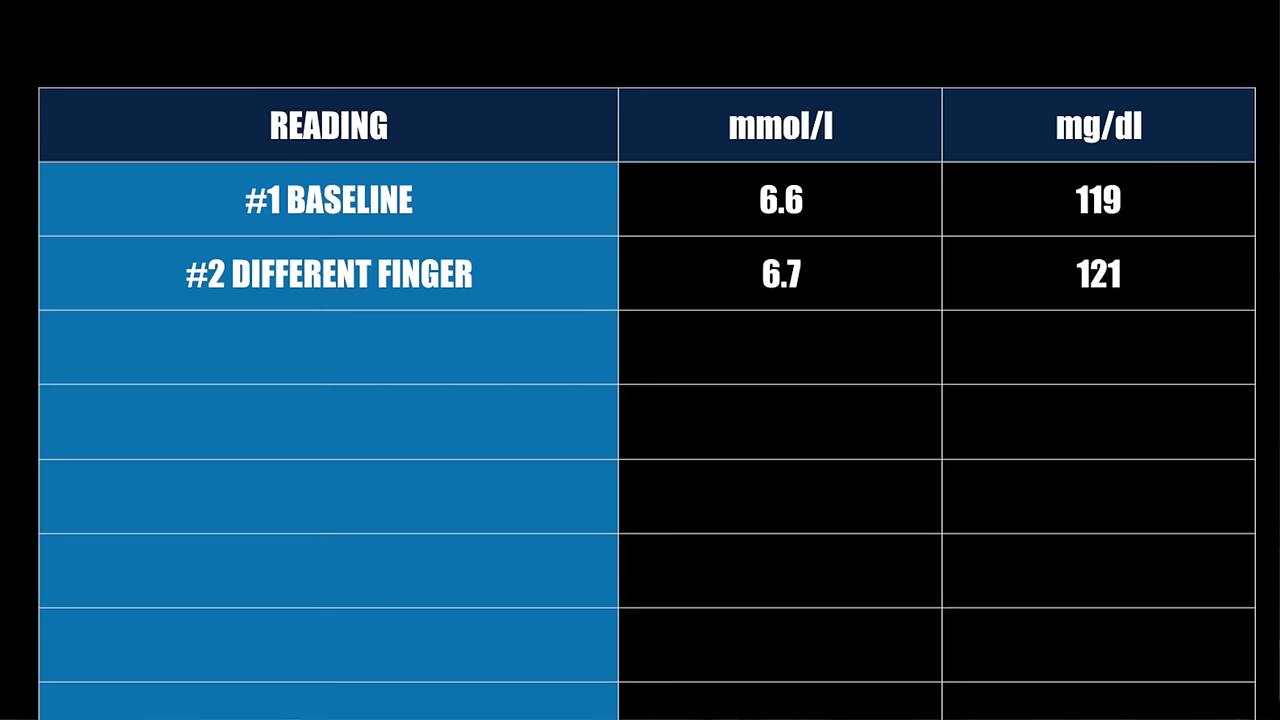 READING mmol/l mg/dl
#1 BASELINE 6.6 119
#2 DIFFERENT FINGER 6.7 121